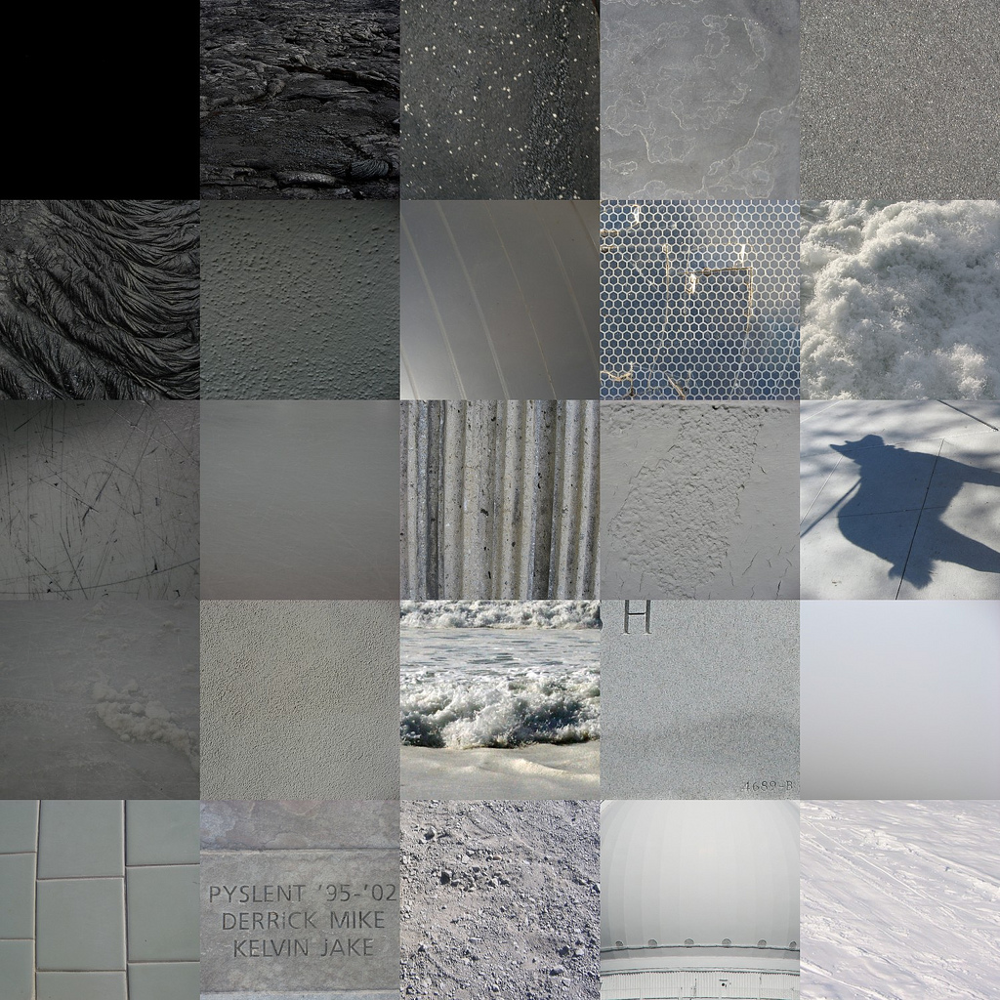 H
4689-B
PYSLENT '95-'02
DERRiCK MIKE
KELVIN JAKE